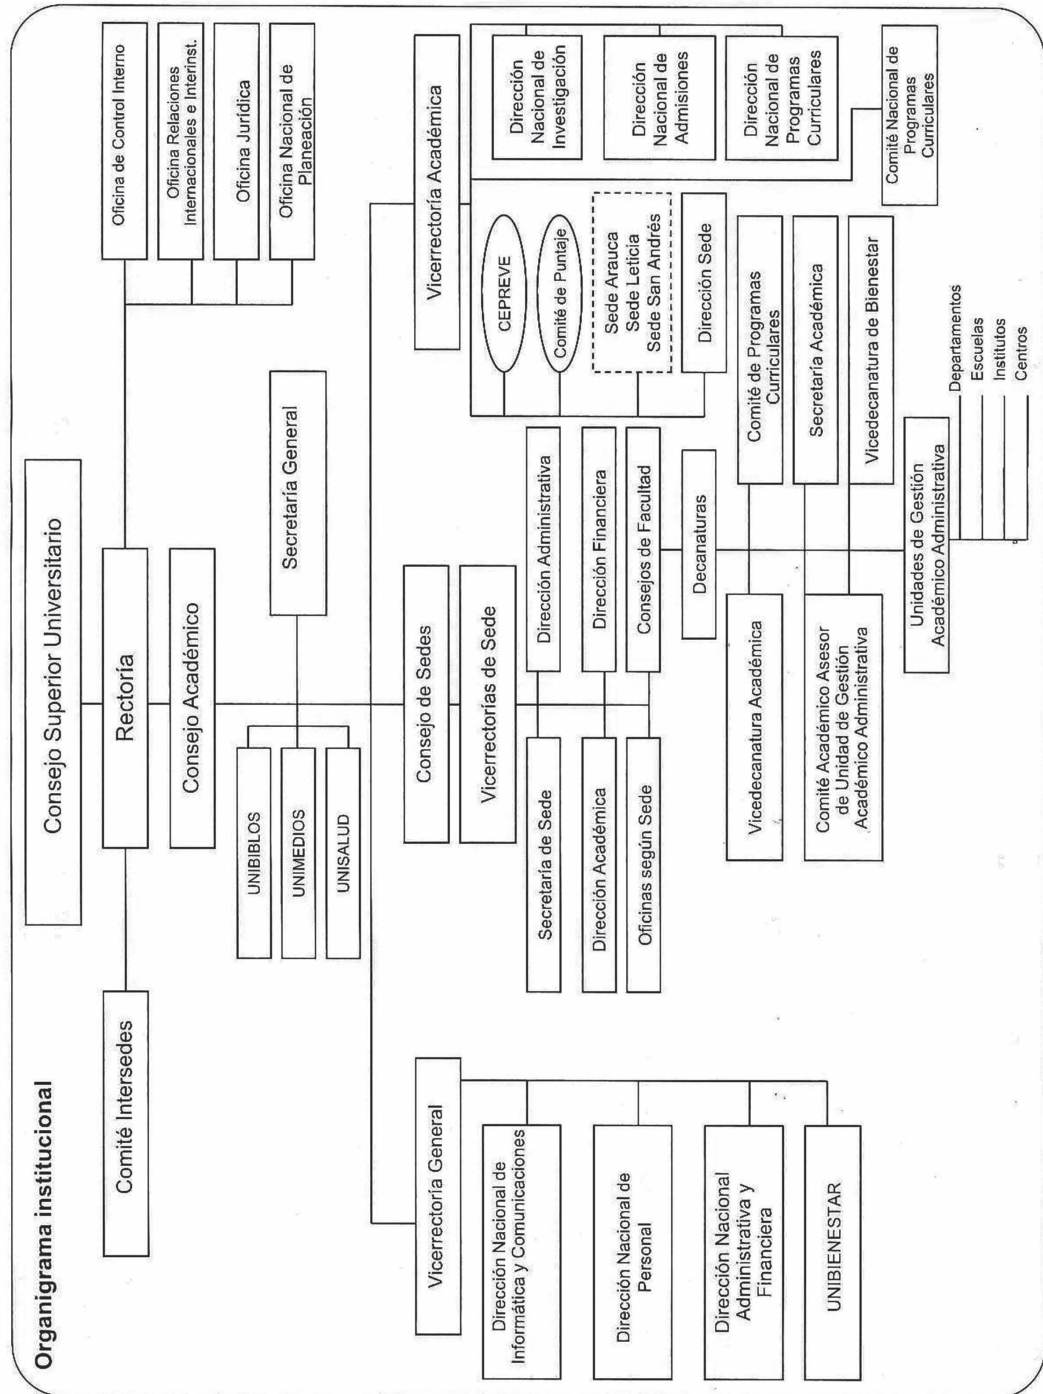 Organigrama institucional
Consejo Superior Universitario
Comité Intersedes
Rectoría
Oficina de Control Interno
Oficina Relaciones
Internacionales e Interinst.
Oficina Jurídica
Oficina Nacional de
Planeación
Consejo Académico
UNIBIBLOS
UNIMEDIOS
UNISALUD
Secretaría General
Vicerrectoría General
Dirección Nacional de
Informática y Comunicaciones
Dirección Nacional de
Personal
Dirección Nacional
Administrativa y
Financiera
UNIBIENESTAR
Consejo de Sedes
Vicerrectorías de Sede
Secretaría de Sede
Dirección Administrativa
Dirección Académica
Dirección Financiera
Oficinas según Sede
Consejos de Facultad
Decanaturas
Vicedecanatura Académica
Comité de Programas
Curriculares
Comité Académico Asesor
de Unidad de Gestión
Académico Administrativa
Secretaría Académica
Vicedecanatura de Bienestar
Unidades de Gestión
Académico Administrativa
Departamentos
Escuelas
Institutos
Centros
Vicerrectoría Académica
CEPREVE
Comité de Puntaje
Sede Arauca
Sede Leticia
Sede San Andrés
Dirección Sede
Dirección
Nacional de
Investigación
Dirección
Nacional de
Admisiones
Dirección
Nacional de
Programas
Curriculares
Comité Nacional de
Programas
Curriculares